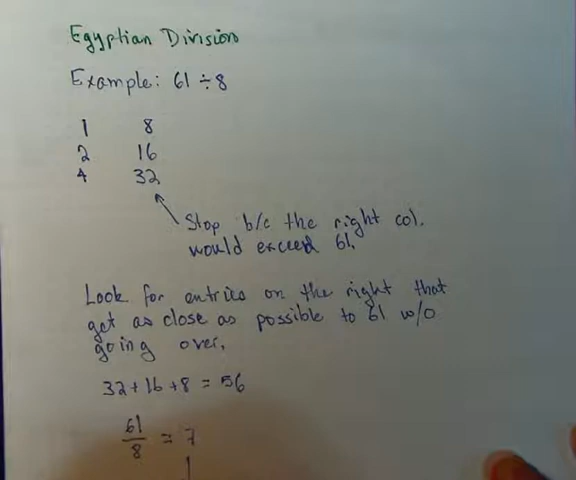 Egyptian Division
Example: 61 ÷ 8
1 8
2 16
4 32
Stop b/c the right col.
would exceed 61.
Look for entries on the right that
get as close as possible to 61 w/o
going over.
32 + 16 + 8 = 56
61/8 = 7